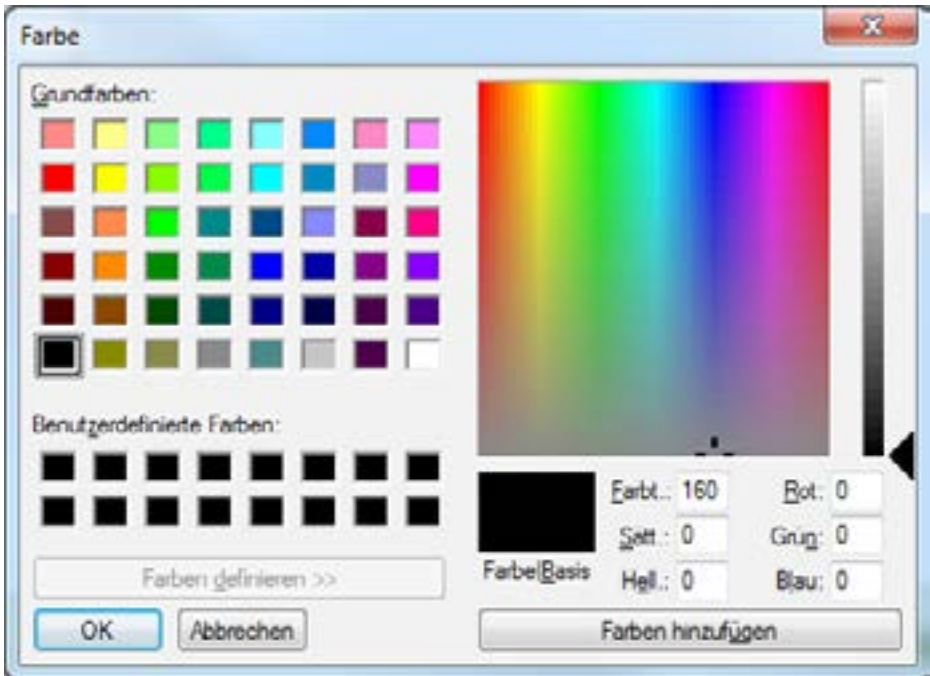 Farbe
Grundfarben:
Benutzerdefinierte Farben:
Farben definieren >>
OK
Abbrechen
Farbe|Basis
Farbt.: 160
Satt.: 0
Hell.: 0
Rot: 0
Grün: 0
Blau: 0
Farben hinzufügen